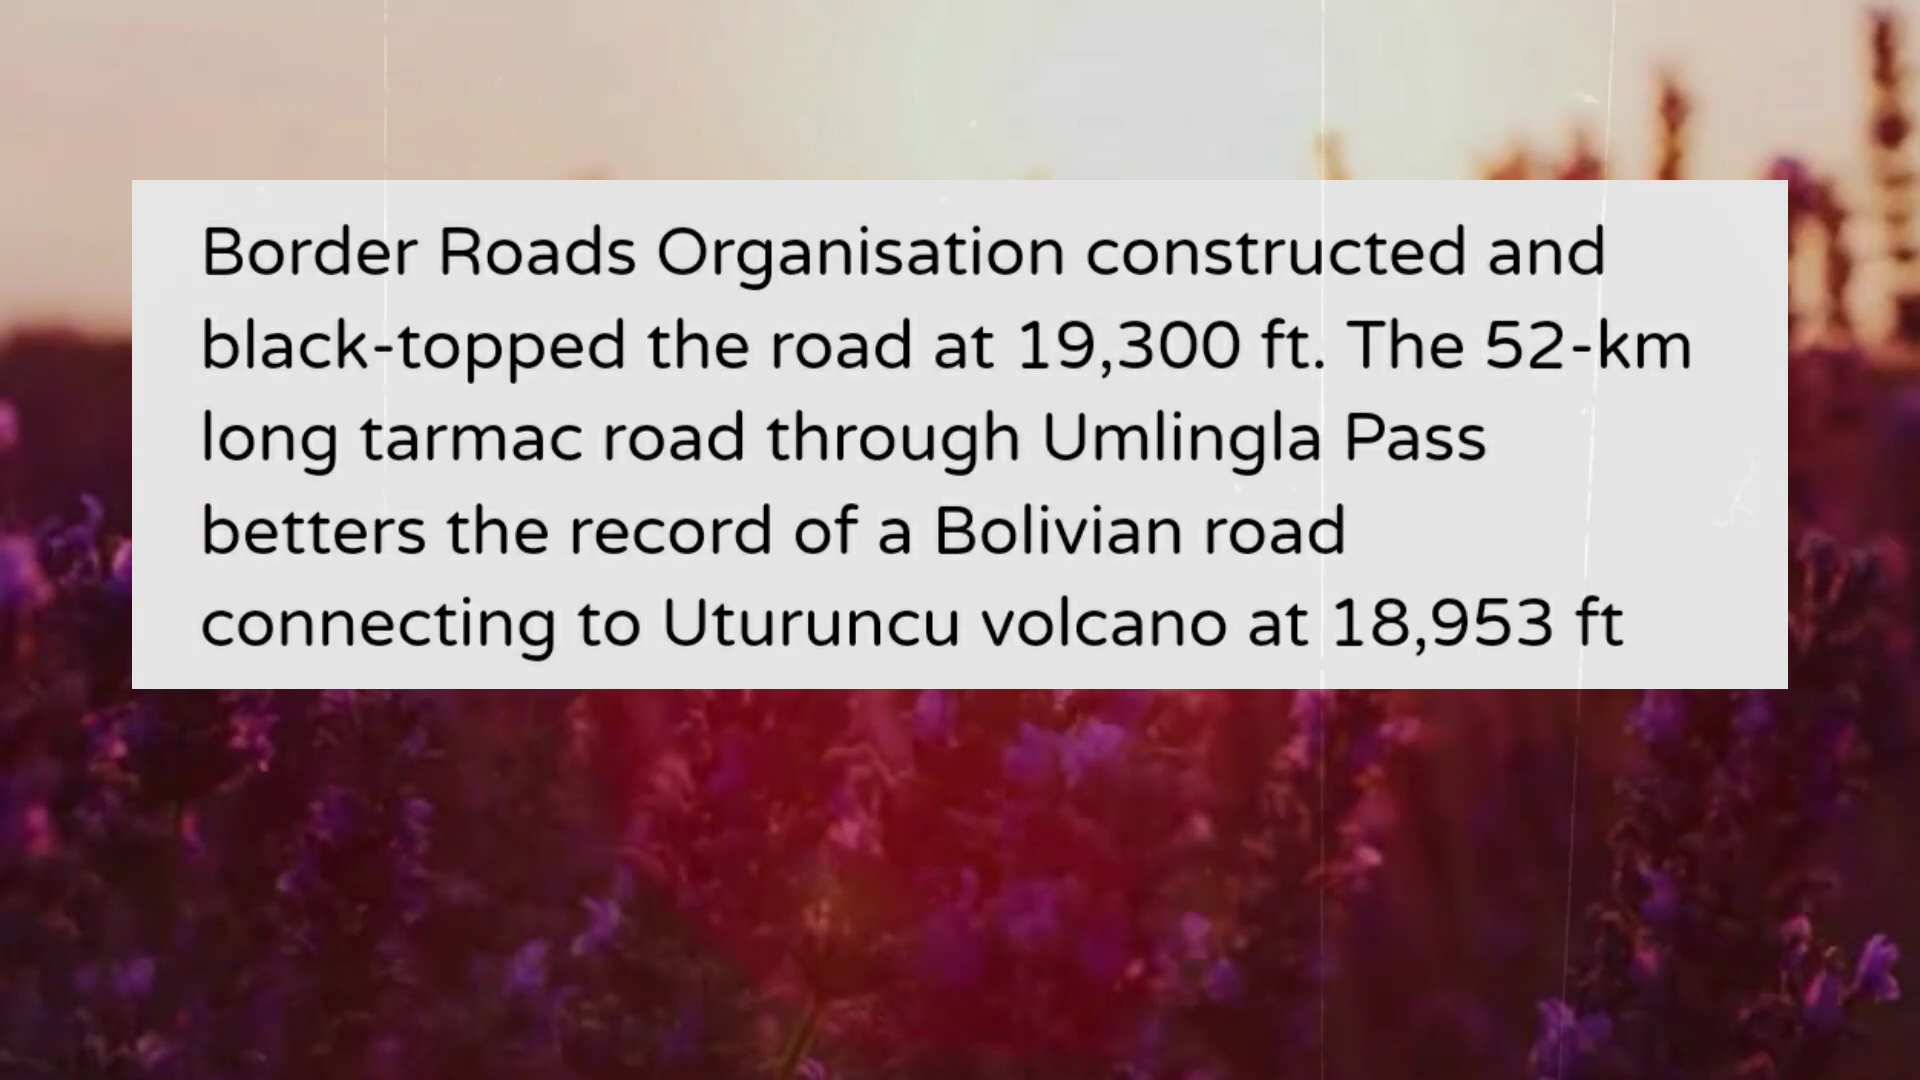 Border Roads Organisation constructed and
black-topped the road at 19,300 ft. The 52-km
long tarmac road through Umlingla Pass
betters the record of a Bolivian road
connecting to Uturuncu volcano at 18,953 ft